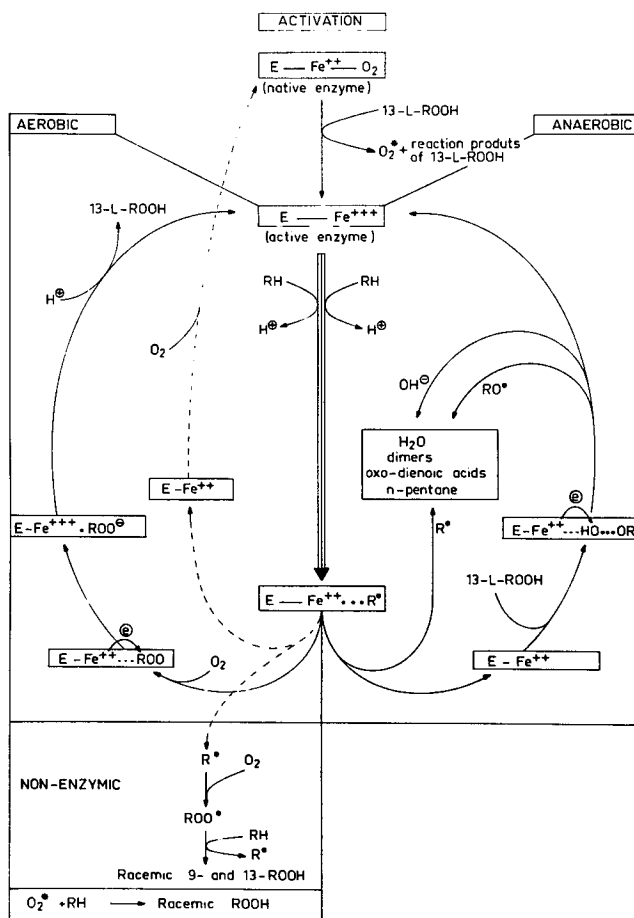 ACTIVATION
E — Fe++ — O2
(native enzyme)
13-L-ROOH
AEROBIC
ANAEROBIC
O2• + reaction produts
of 13-L-ROOH
13-L-ROOH
E — Fe+++
(active enzyme)
RH
RH
H⊕
H⊕
H⊕
O2
OH⊖
RO•
H2O
dimers
oxo-dienoic acids
n-pentane
E-Fe++
E-Fe+++ • ROO⊖
e
E-Fe++---HO•••OR
R•
13-L-ROOH
E — Fe++•••R•
e
E-Fe++---ROO
O2
E - Fe++
R•
O2
NON-ENZYMIC
ROO•
RH
R•
Racemic 9- and 13-ROOH
O2• +RH → Racemic ROOH